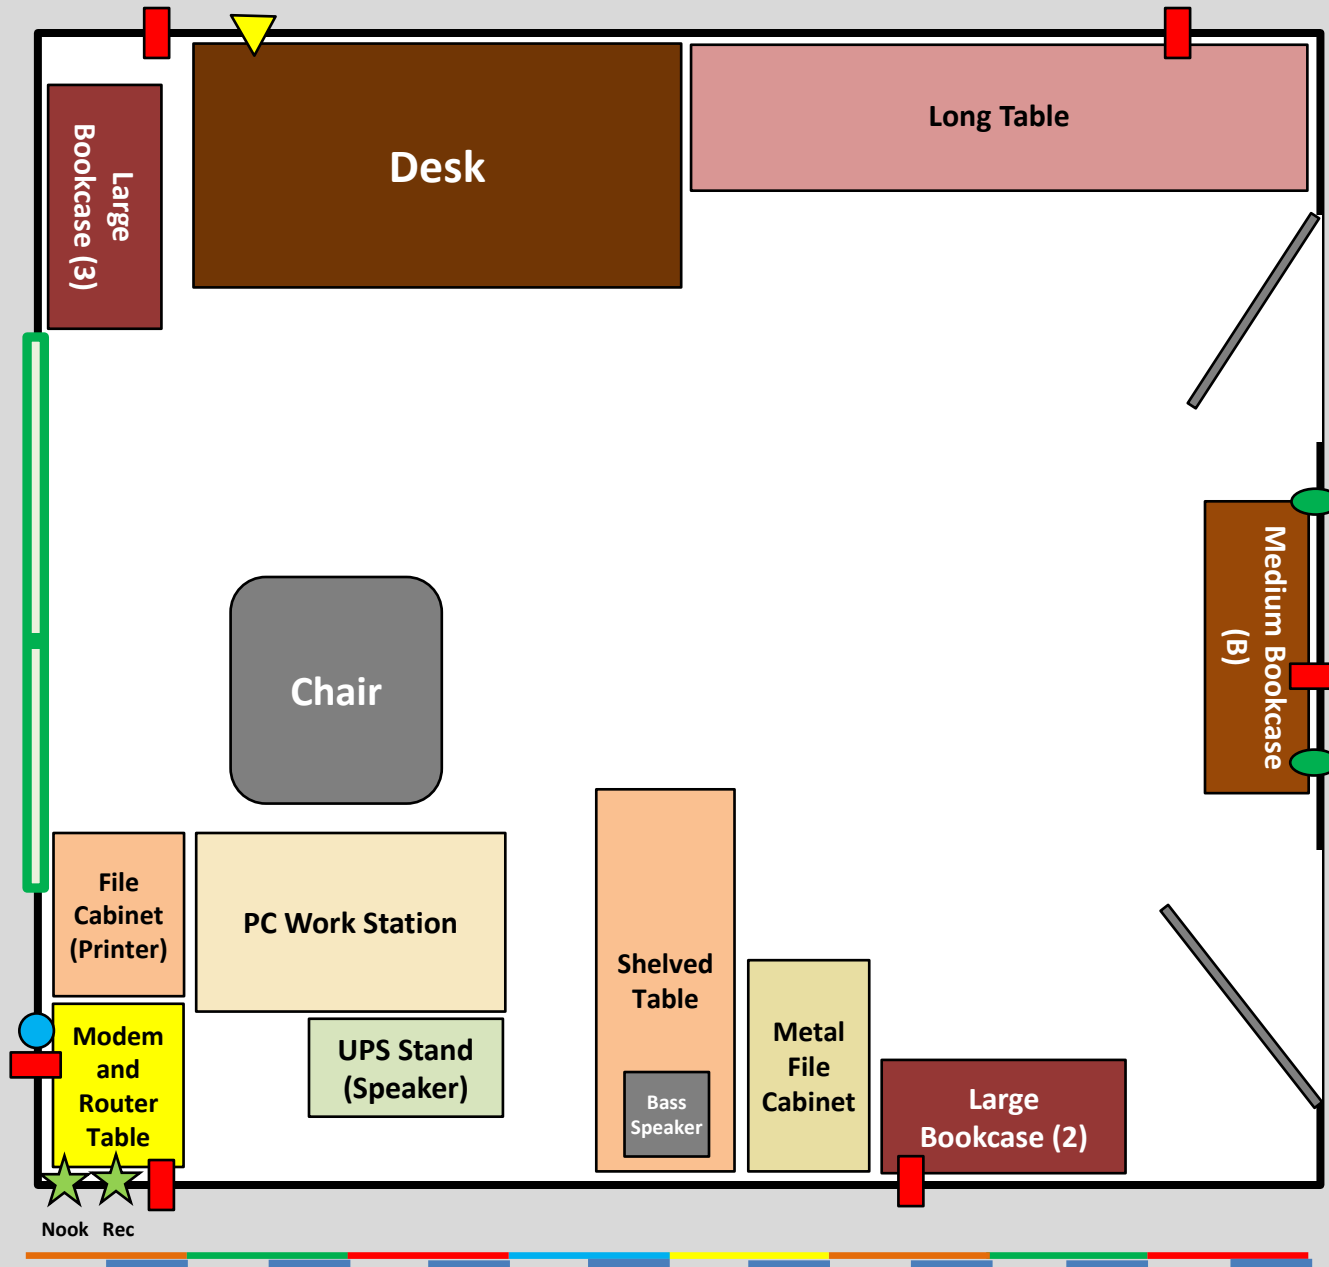 Large
Bookcase (3)
Desk
Long Table
Medium Bookcase
(B)
Chair
File
Cabinet
(Printer)
PC Work Station
Modem
and
Router
Table
UPS Stand
(Speaker)
Shelved
Table
Bass
Speaker
Metal
File
Cabinet
Large
Bookcase (2)
Nook Rec